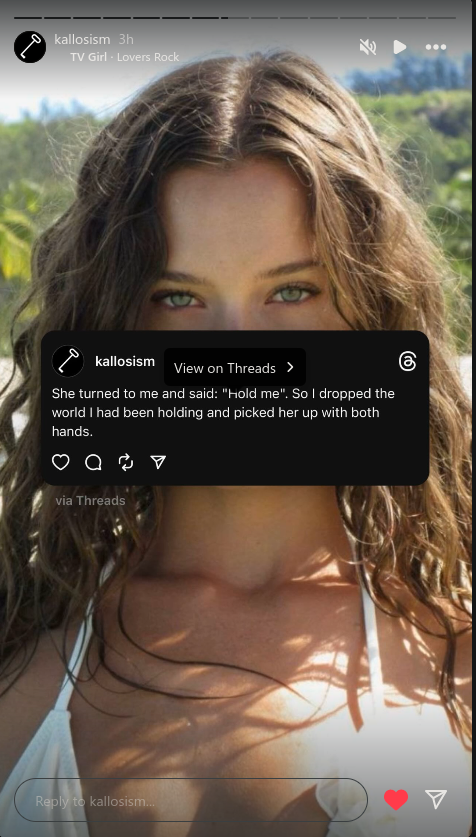 kallosism 3h
TV Girl · Lovers Rock
kallosism
View on Threads
She turned to me and said: "Hold me". So I dropped the
world I had been holding and picked her up with both
hands.
via Threads
Reply to kallosism...